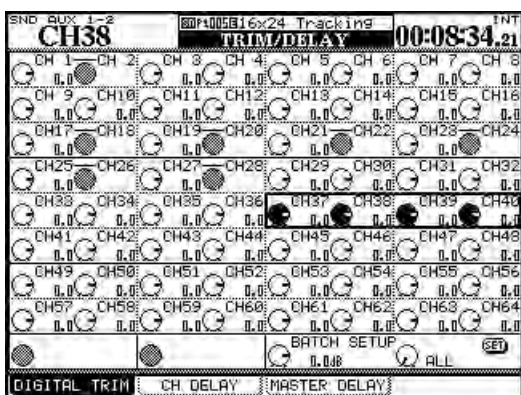 SND AUX 1-2 INT
CH38 005 16x24 Tracking
TRIM/DELAY 00:08:34.21
CH 1 CH 2 CH 3 CH 4 CH 5 CH 6 CH 7 CH 8
0.0 0.0 0.0 0.0 0.0 0.0 0.0
CH 9 CH10 CH11 CH12 CH13 CH14 CH15 CH16
0.0 0.0 0.0 0.0 0.0 0.0 0.0 0.0
CH17 CH18 CH19 CH20 CH21 CH22 CH23 CH24
0.0 0.0 0.0 0.0
CH25 CH26 CH27 CH28 CH29 CH30 CH31 CH32
0.0 0.0 0.0 0.0 0.0 0.0
CH33 CH34 CH35 CH36 CH37 CH38 CH39 CH40
0.0 0.0 0.0 0.0 0.0 0.0 0.0 0.0
CH41 CH42 CH43 CH44 CH45 CH46 CH47 CH48
0.0 0.0 0.0 0.0 0.0 0.0 0.0 0.0
CH49 CH50 CH51 CH52 CH53 CH54 CH55 CH56
0.0 0.0 0.0 0.0 0.0 0.0 0.0 0.0
CH57 CH58 CH59 CH60 CH61 CH62 CH63 CH64
0.0 0.0 0.0 0.0 0.0 0.0 0.0 0.0
BATCH SETUP SET
0.0dB ALL
DIGITAL TRIM CH DELAY MASTER DELAY